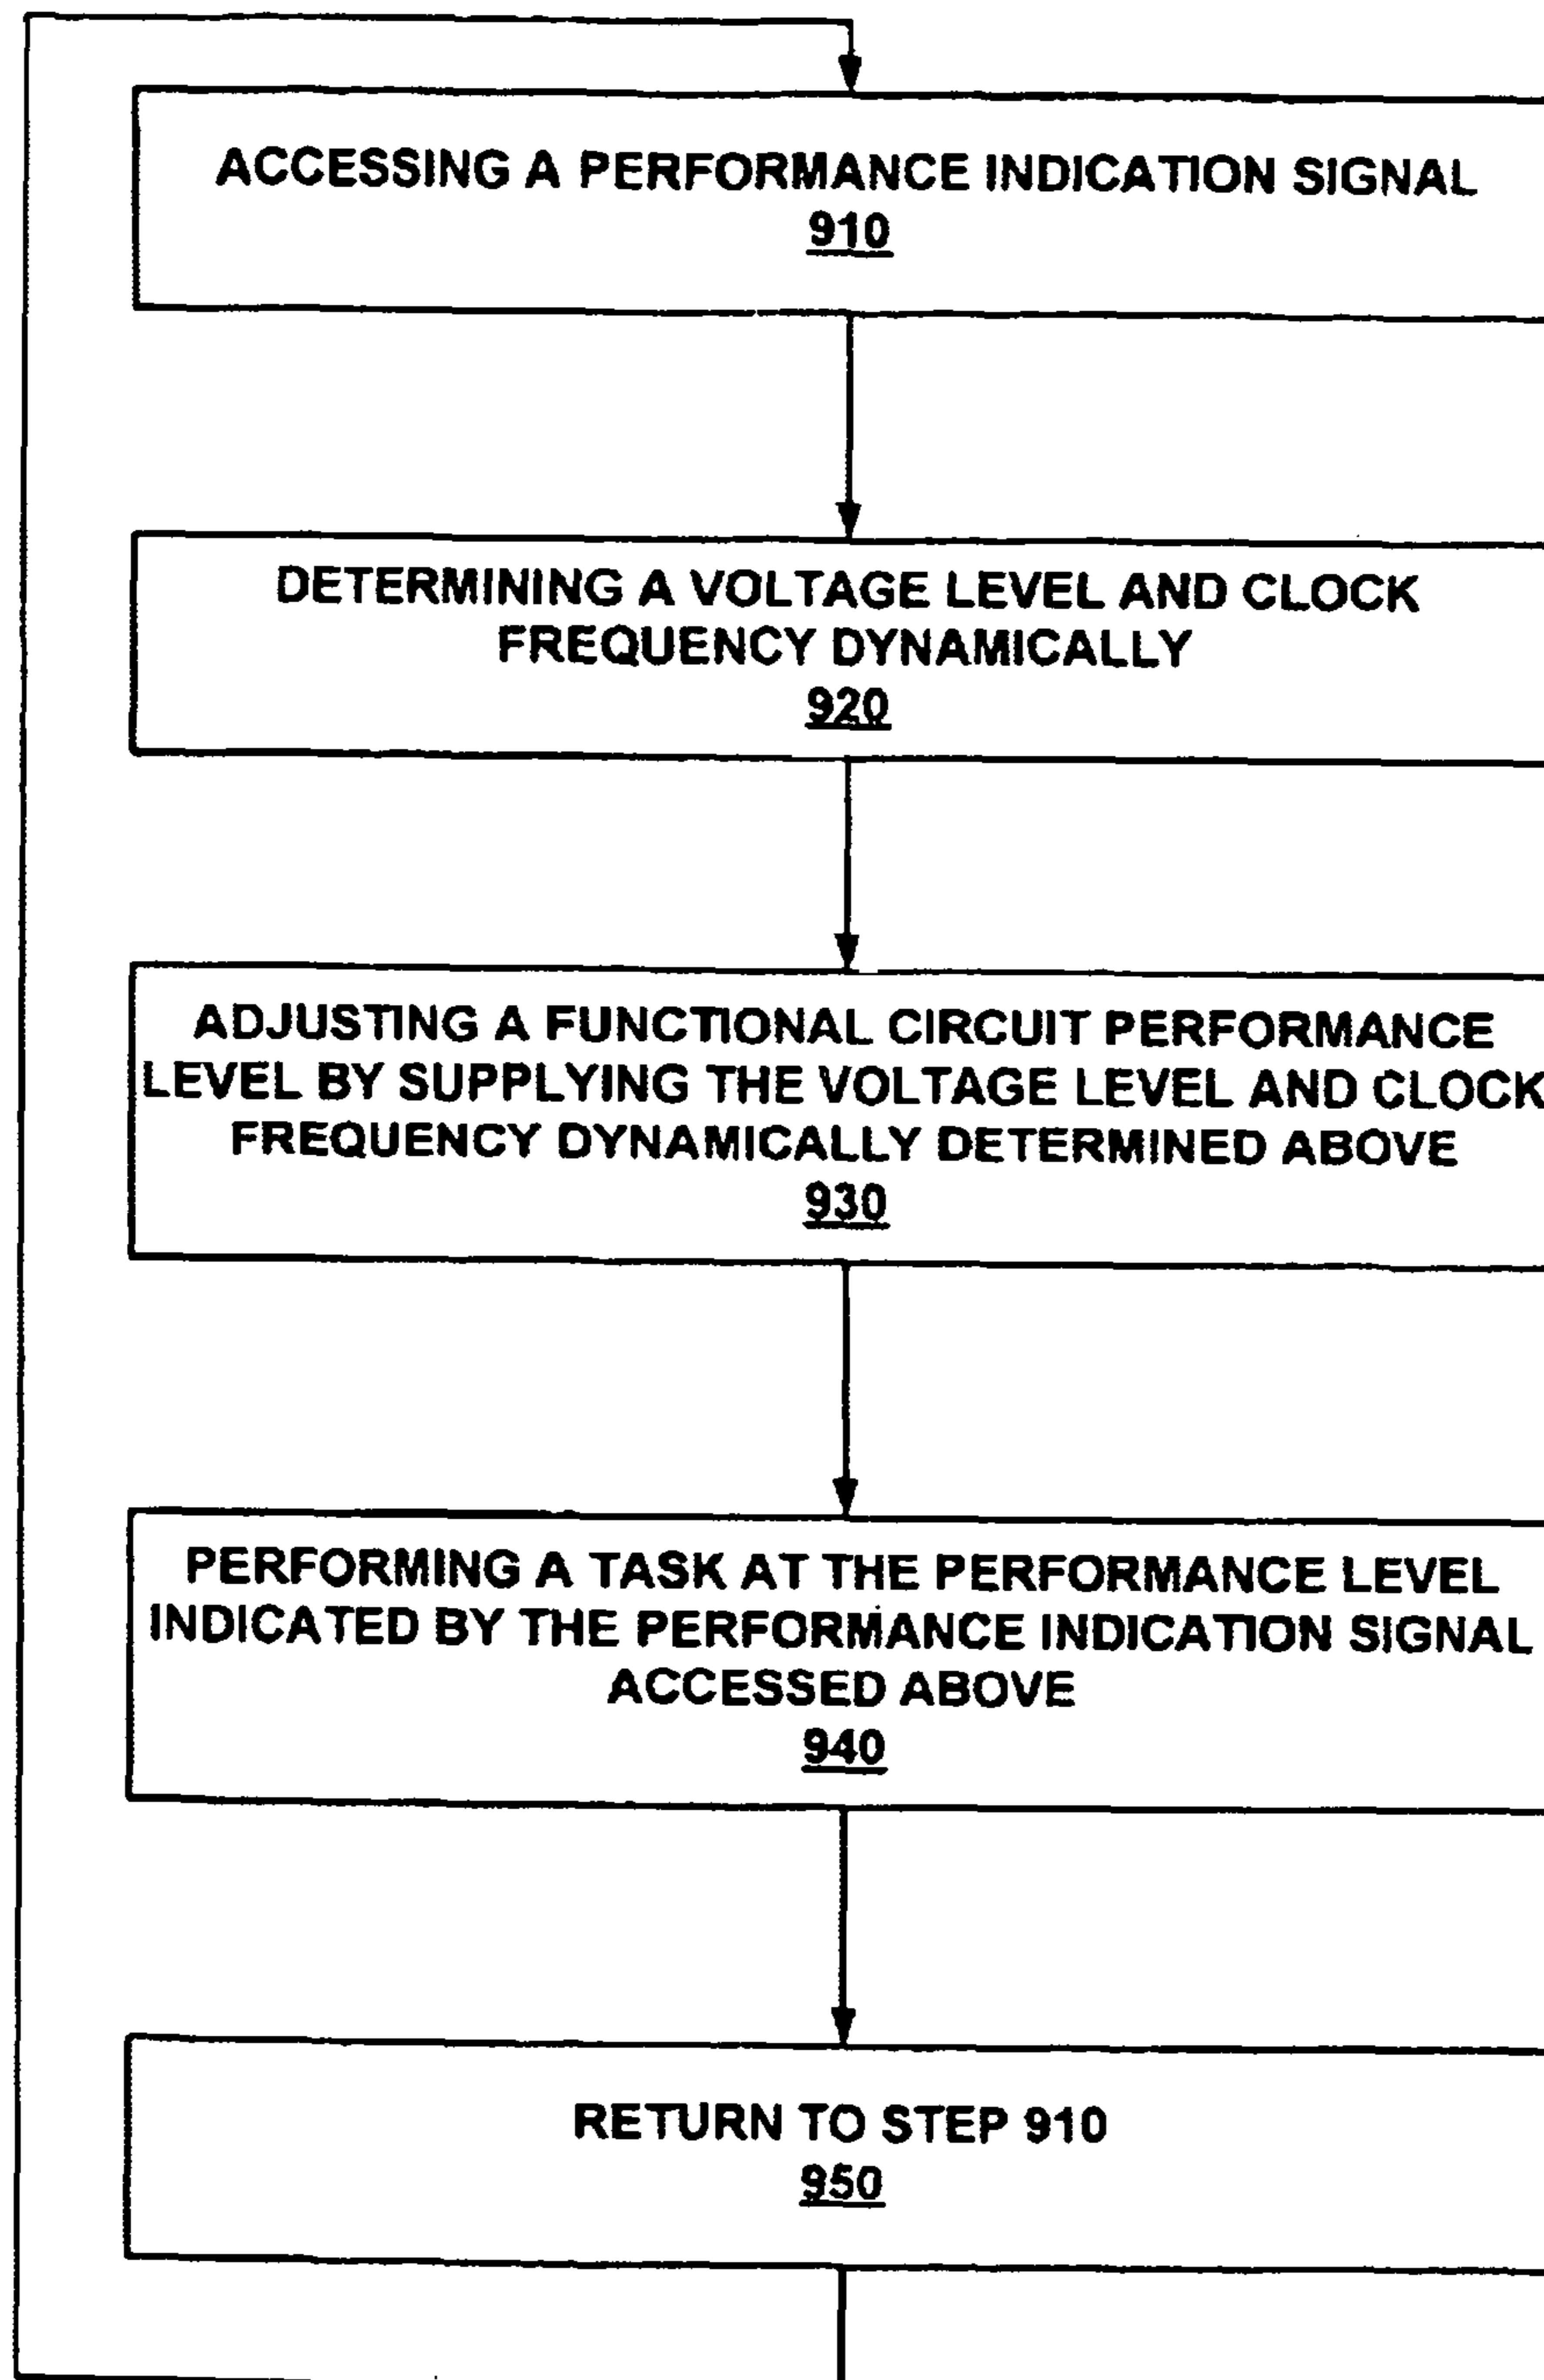 ACCESSING A PERFORMANCE INDICATION SIGNAL
910
DETERMINING A VOLTAGE LEVEL AND CLOCK
FREQUENCY DYNAMICALLY
920
ADJUSTING A FUNCTIONAL CIRCUIT PERFORMANCE
LEVEL BY SUPPLYING THE VOLTAGE LEVEL AND CLOCK
FREQUENCY DYNAMICALLY DETERMINED ABOVE
930
PERFORMING A TASK AT THE PERFORMANCE LEVEL
INDICATED BY THE PERFORMANCE INDICATION SIGNAL
ACCESSED ABOVE
940
RETURN TO STEP 910
950